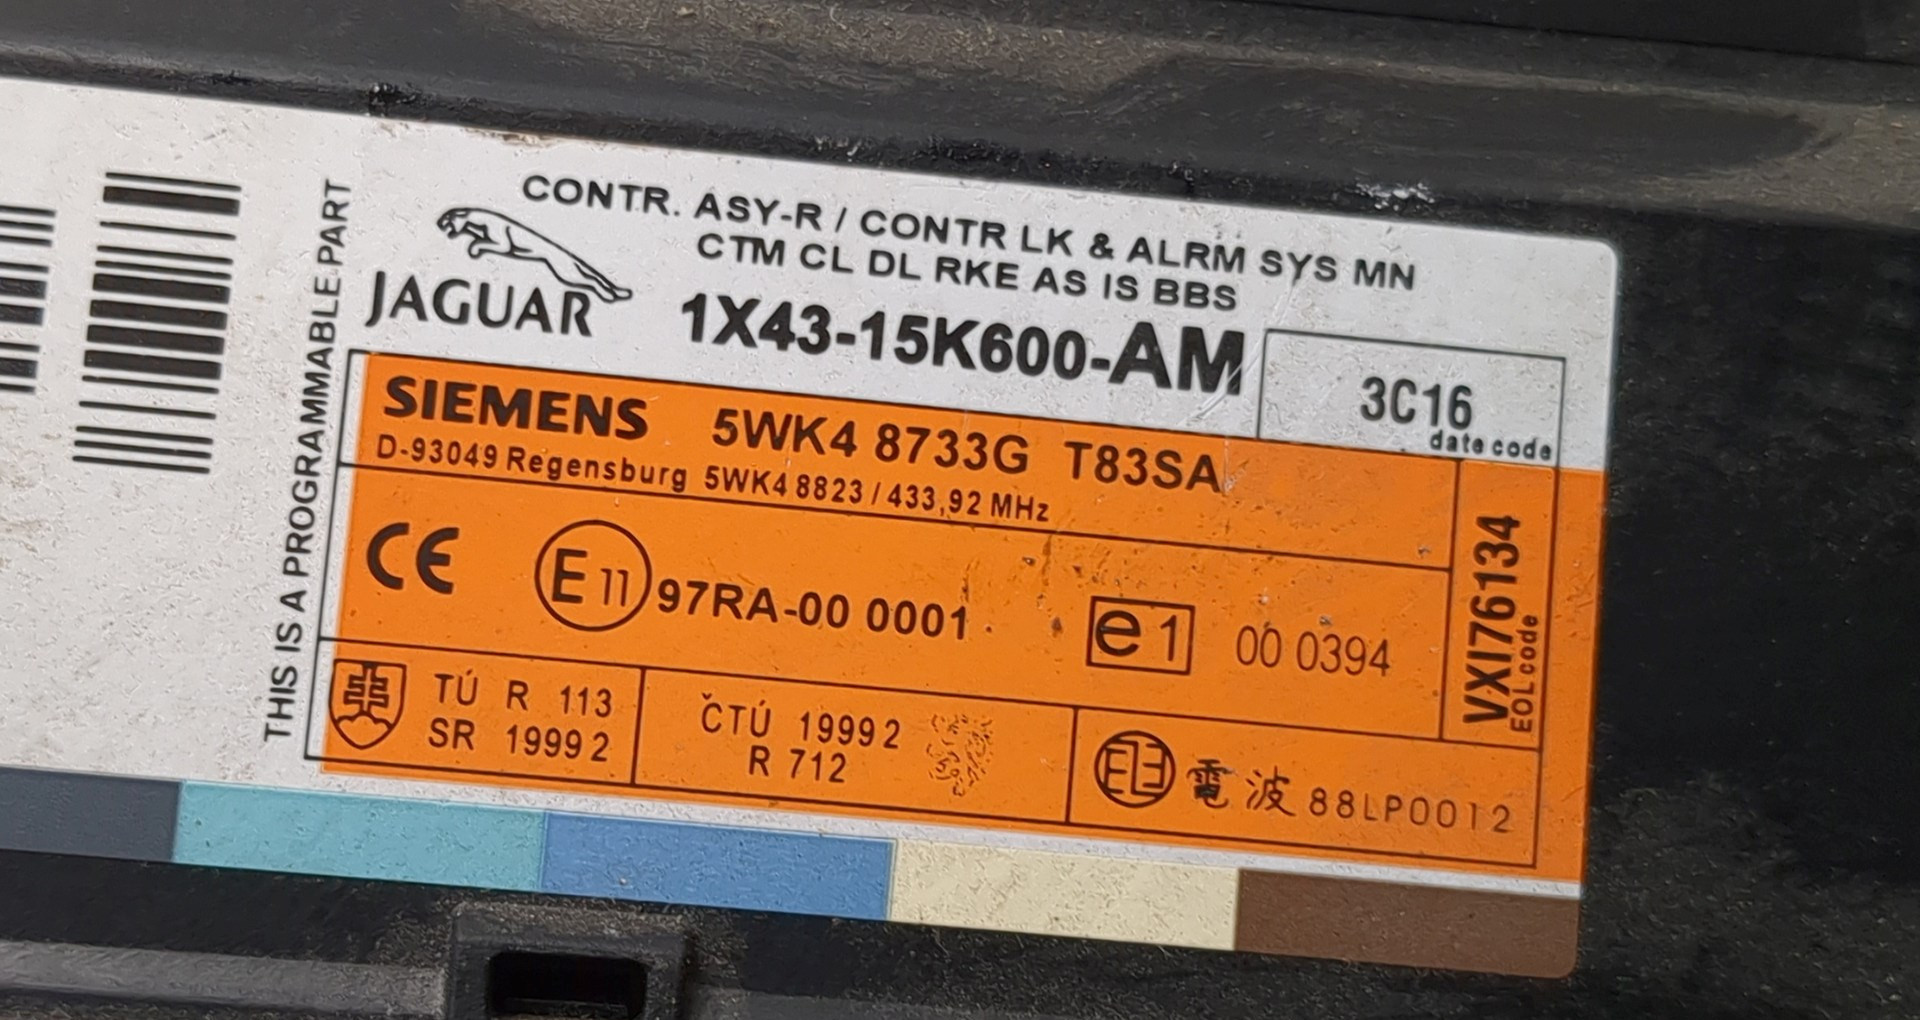 THIS IS A PROGRAMMABLE PART
CONTR. ASY-R / CONTR LK & ALRM SYS MN
CTM CL DL RKE AS IS BBS
JAGUAR
1X43-15K600-AM
3C16
date code
SIEMENS 5WK4 8733G T83SA
D-93049 Regensburg 5WK4 8823 / 433,92 MHz
CE E11 97RA-00 0001 e1 00 0394
VXI76134
EOL code
TÚ R 113
SR 1999 2
ČTÚ 1999 2
R 712
電波 88LP0012